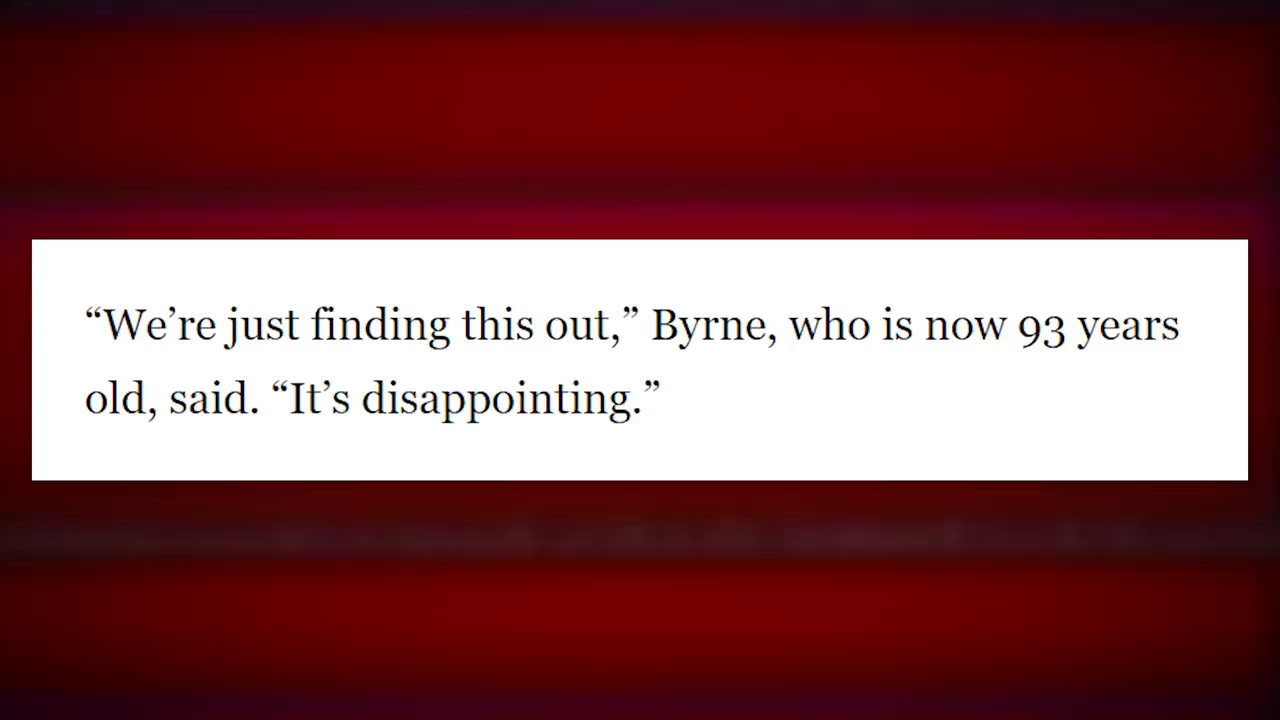 “We’re just finding this out,” Byrne, who is now 93 years
old, said. “It’s disappointing.”